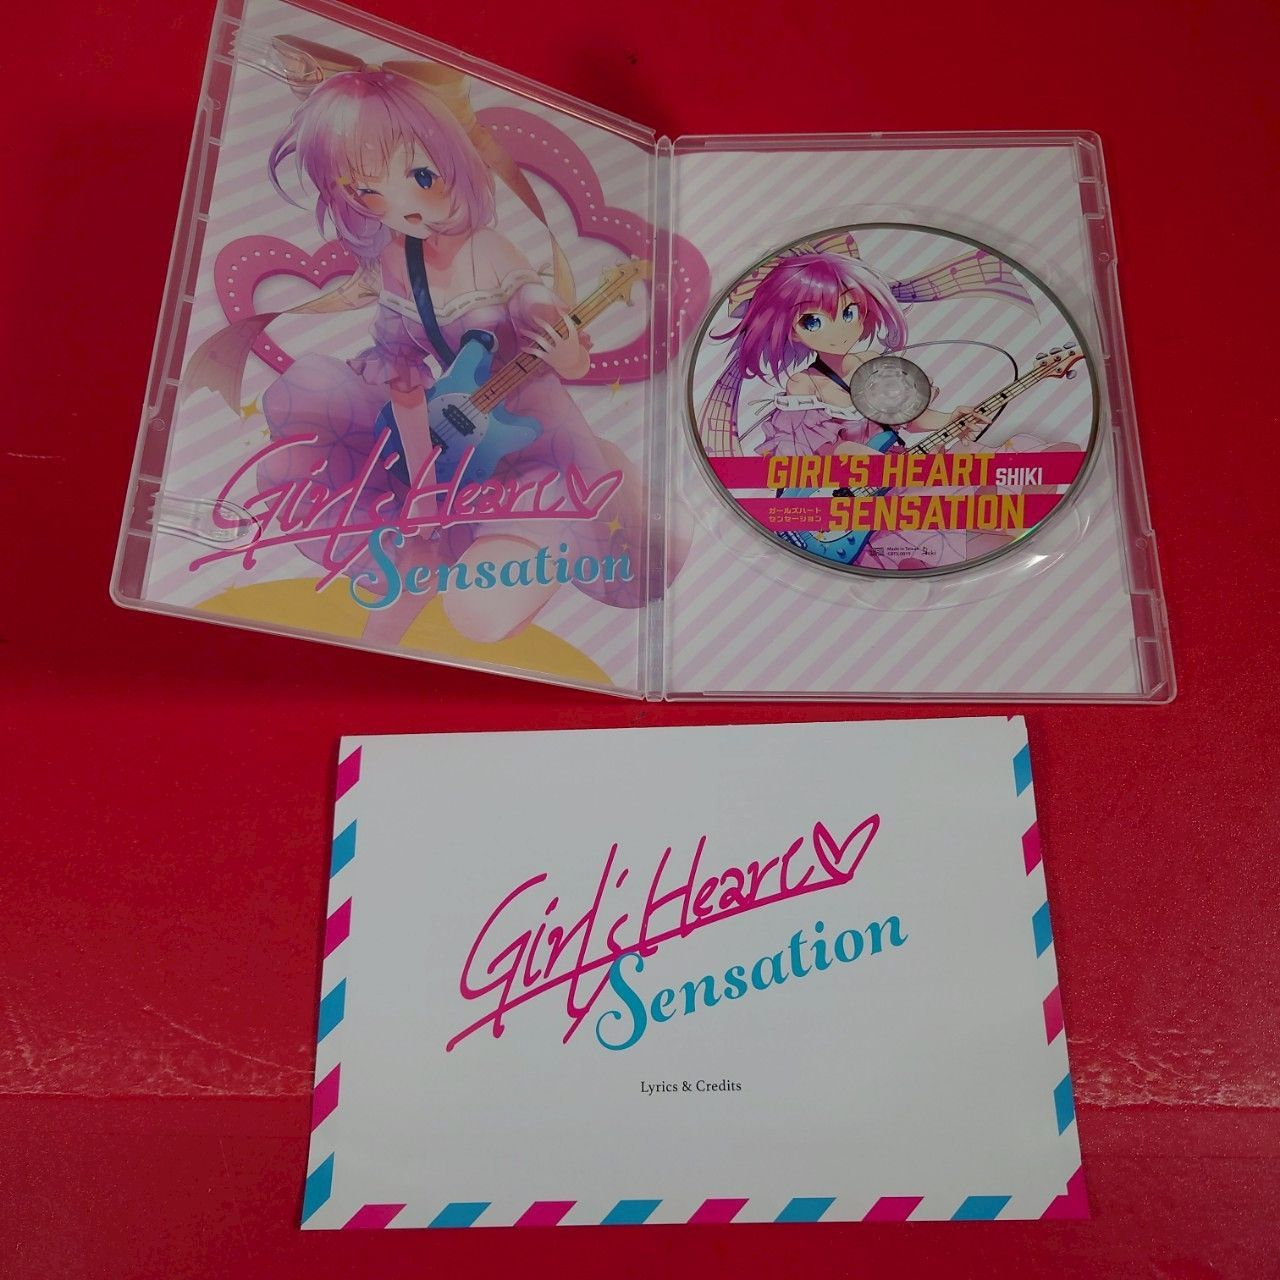 Girl's Heart
Sensation
GIRL'S HEART
SHIKI
ガールズハート
センセーション
SENSATION
Made in Taiwan
Girl's Heart
Sensation
Lyrics & Credits